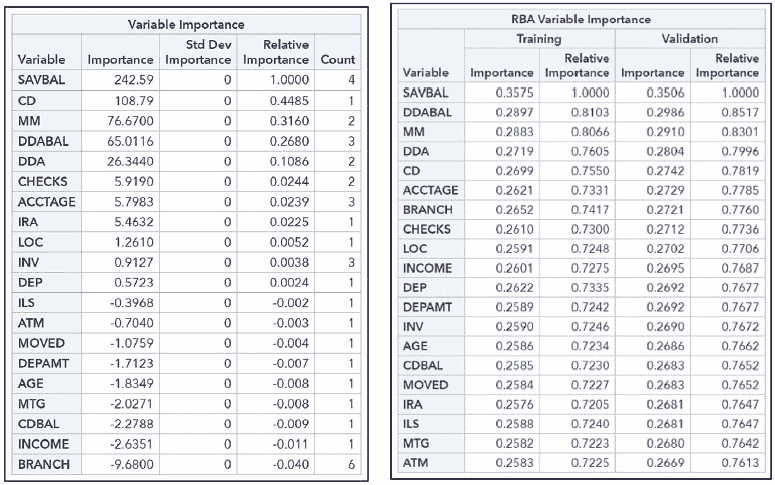 Variable Importance
Variable Importance Std Dev Importance Relative Importance Count
SAVBAL 242.59 0 1.0000 4
CD 108.79 0 0.4485 1
MM 76.6700 0 0.3160 2
DDABAL 65.0116 0 0.2680 3
DDA 26.3440 0 0.1086 2
CHECKS 5.9190 0 0.0244 2
ACCTAGE 5.7983 0 0.0239 3
IRA 5.4632 0 0.0225 1
LOC 1.2610 0 0.0052 1
INV 0.9127 0 0.0038 3
DEP 0.5723 0 0.0024 1
ILS -0.3968 0 -0.002 1
ATM -0.7040 0 -0.003 1
MOVED -1.0759 0 -0.004 1
DEPAMT -1.7123 0 -0.007 1
AGE -1.8349 0 -0.008 1
MTG -2.0271 0 -0.008 1
CDBAL -2.2788 0 -0.009 1
INCOME -2.6351 0 -0.011 1
BRANCH -9.6800 0 -0.040 6
RBA Variable Importance
Training Validation
Variable Importance Relative Importance Importance Relative Importance
SAVBAL 0.3575 1.0000 0.3506 1.0000
DDABAL 0.2897 0.8103 0.2986 0.8517
MM 0.2883 0.8066 0.2910 0.8301
DDA 0.2719 0.7605 0.2804 0.7996
CD 0.2699 0.7550 0.2742 0.7819
ACCTAGE 0.2621 0.7331 0.2729 0.7785
BRANCH 0.2652 0.7417 0.2721 0.7760
CHECKS 0.2610 0.7300 0.2712 0.7736
LOC 0.2591 0.7248 0.2702 0.7706
INCOME 0.2601 0.7275 0.2695 0.7687
DEP 0.2622 0.7335 0.2692 0.7677
DEPAMT 0.2589 0.7242 0.2692 0.7677
INV 0.2590 0.7246 0.2690 0.7672
AGE 0.2586 0.7234 0.2686 0.7662
CDBAL 0.2585 0.7230 0.2683 0.7652
MOVED 0.2584 0.7227 0.2683 0.7652
IRA 0.2576 0.7205 0.2681 0.7647
ILS 0.2588 0.7240 0.2681 0.7647
MTG 0.2582 0.7223 0.2680 0.7642
ATM 0.2583 0.7225 0.2669 0.7613